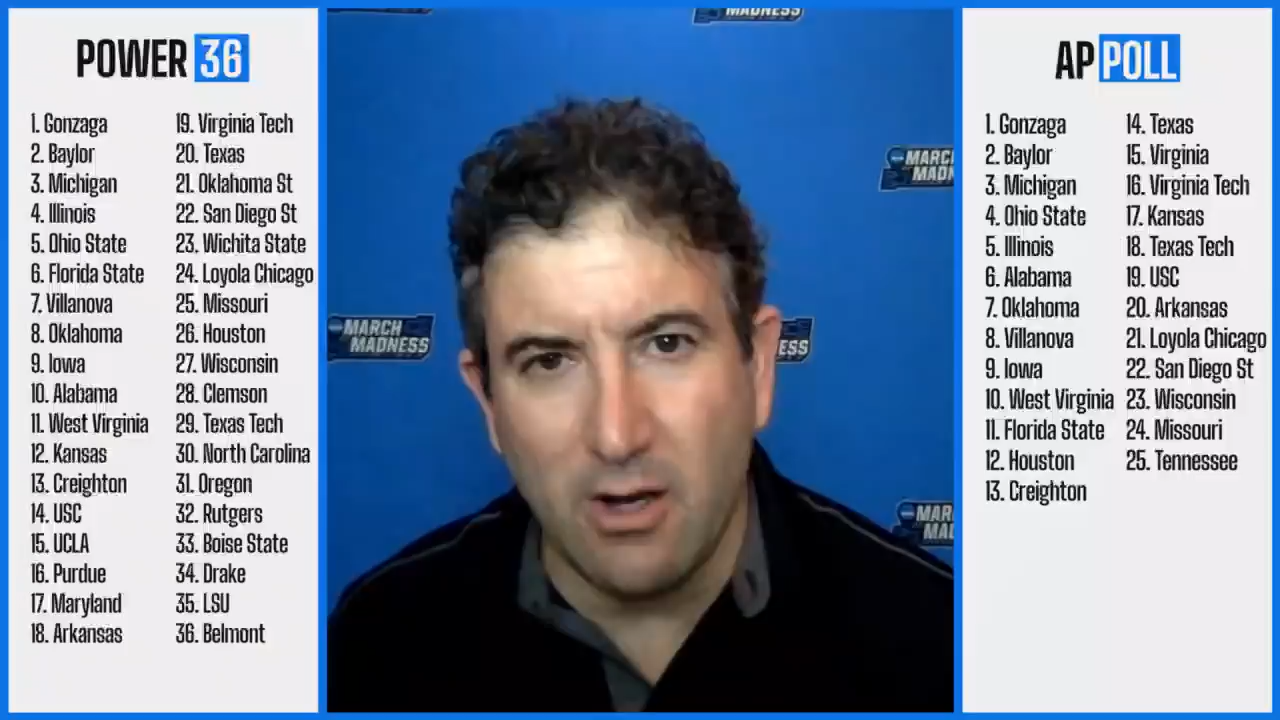 POWER 36
1. Gonzaga
2. Baylor
3. Michigan
4. Illinois
5. Ohio State
6. Florida State
7. Villanova
8. Oklahoma
9. Iowa
10. Alabama
11. West Virginia
12. Kansas
13. Creighton
14. USC
15. UCLA
16. Purdue
17. Maryland
18. Arkansas
19. Virginia Tech
20. Texas
21. Oklahoma St
22. San Diego St
23. Wichita State
24. Loyola Chicago
25. Missouri
26. Houston
27. Wisconsin
28. Clemson
29. Texas Tech
30. North Carolina
31. Oregon
32. Rutgers
33. Boise State
34. Drake
35. LSU
36. Belmont
MADNESS
MARCH
MADN
MARCH
MADNESS
ESS
MAR
MAD
AP POLL
1. Gonzaga
2. Baylor
3. Michigan
4. Ohio State
5. Illinois
6. Alabama
7. Oklahoma
8. Villanova
9. Iowa
10. West Virginia
11. Florida State
12. Houston
13. Creighton
14. Texas
15. Virginia
16. Virginia Tech
17. Kansas
18. Texas Tech
19. USC
20. Arkansas
21. Loyola Chicago
22. San Diego St
23. Wisconsin
24. Missouri
25. Tennessee